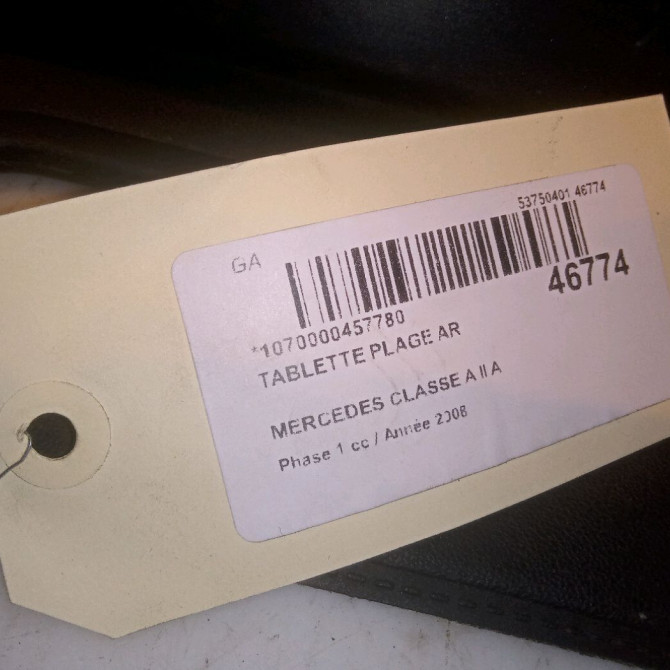 53750401 46774
GA
46774
*1070000457780
TABLETTE PLAGE AR
MERCEDES CLASSE A II A
Phase 1 cc / Année 2008